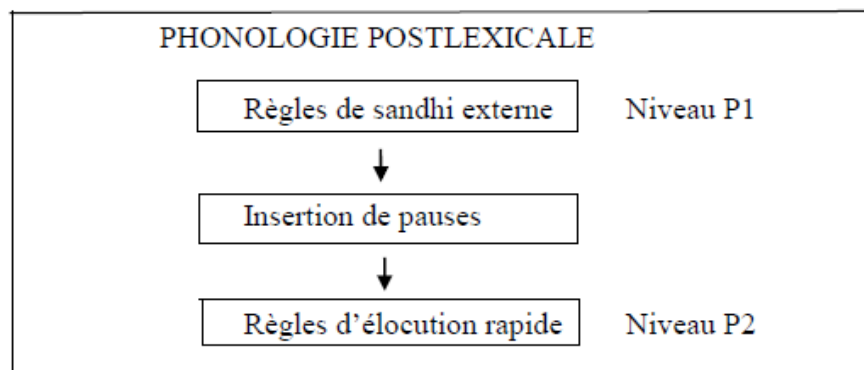 PHONOLOGIE POSTLEXICALE
Règles de sandhi externe Niveau P1
Insertion de pauses
Règles d'élocution rapide Niveau P2